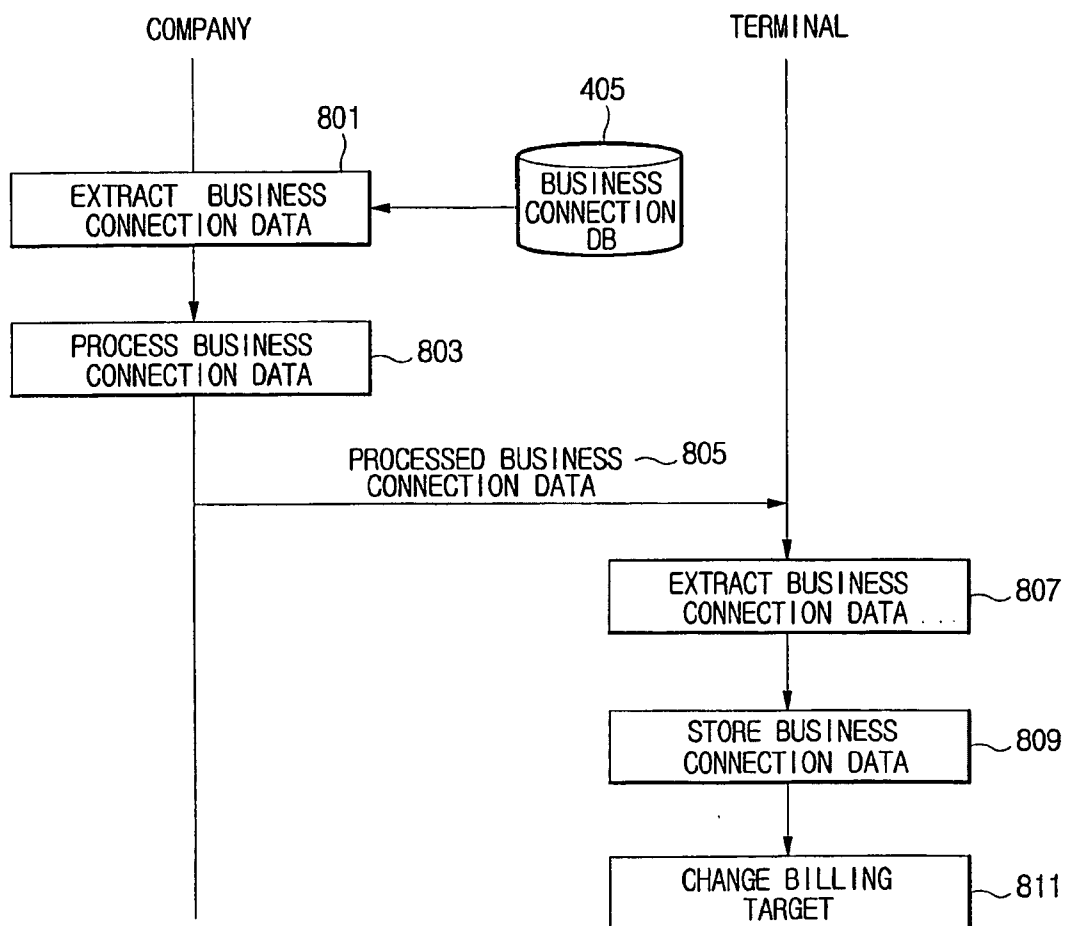 COMPANY
TERMINAL
405
801
BUSINESS
CONNECTION
DB
EXTRACT BUSINESS
CONNECTION DATA
PROCESS BUSINESS
CONNECTION DATA
803
PROCESSED BUSINESS
CONNECTION DATA
805
EXTRACT BUSINESS
CONNECTION DATA
807
STORE BUSINESS
CONNECTION DATA
809
CHANGE BILLING
TARGET
811